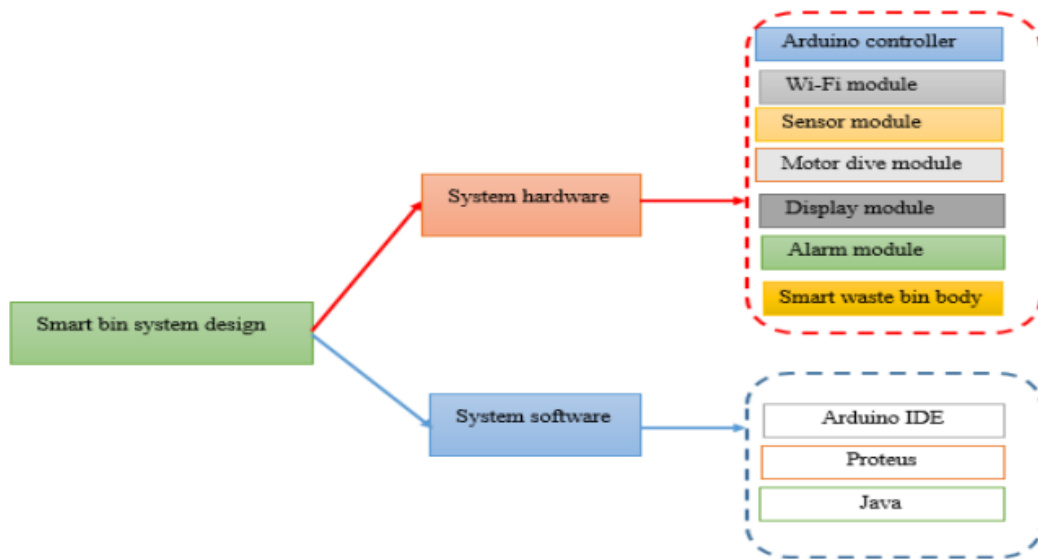 Smart bin system design
System hardware
Arduino controller
Wi-Fi module
Sensor module
Motor dive module
Display module
Alarm module
Smart waste bin body
System software
Arduino IDE
Proteus
Java